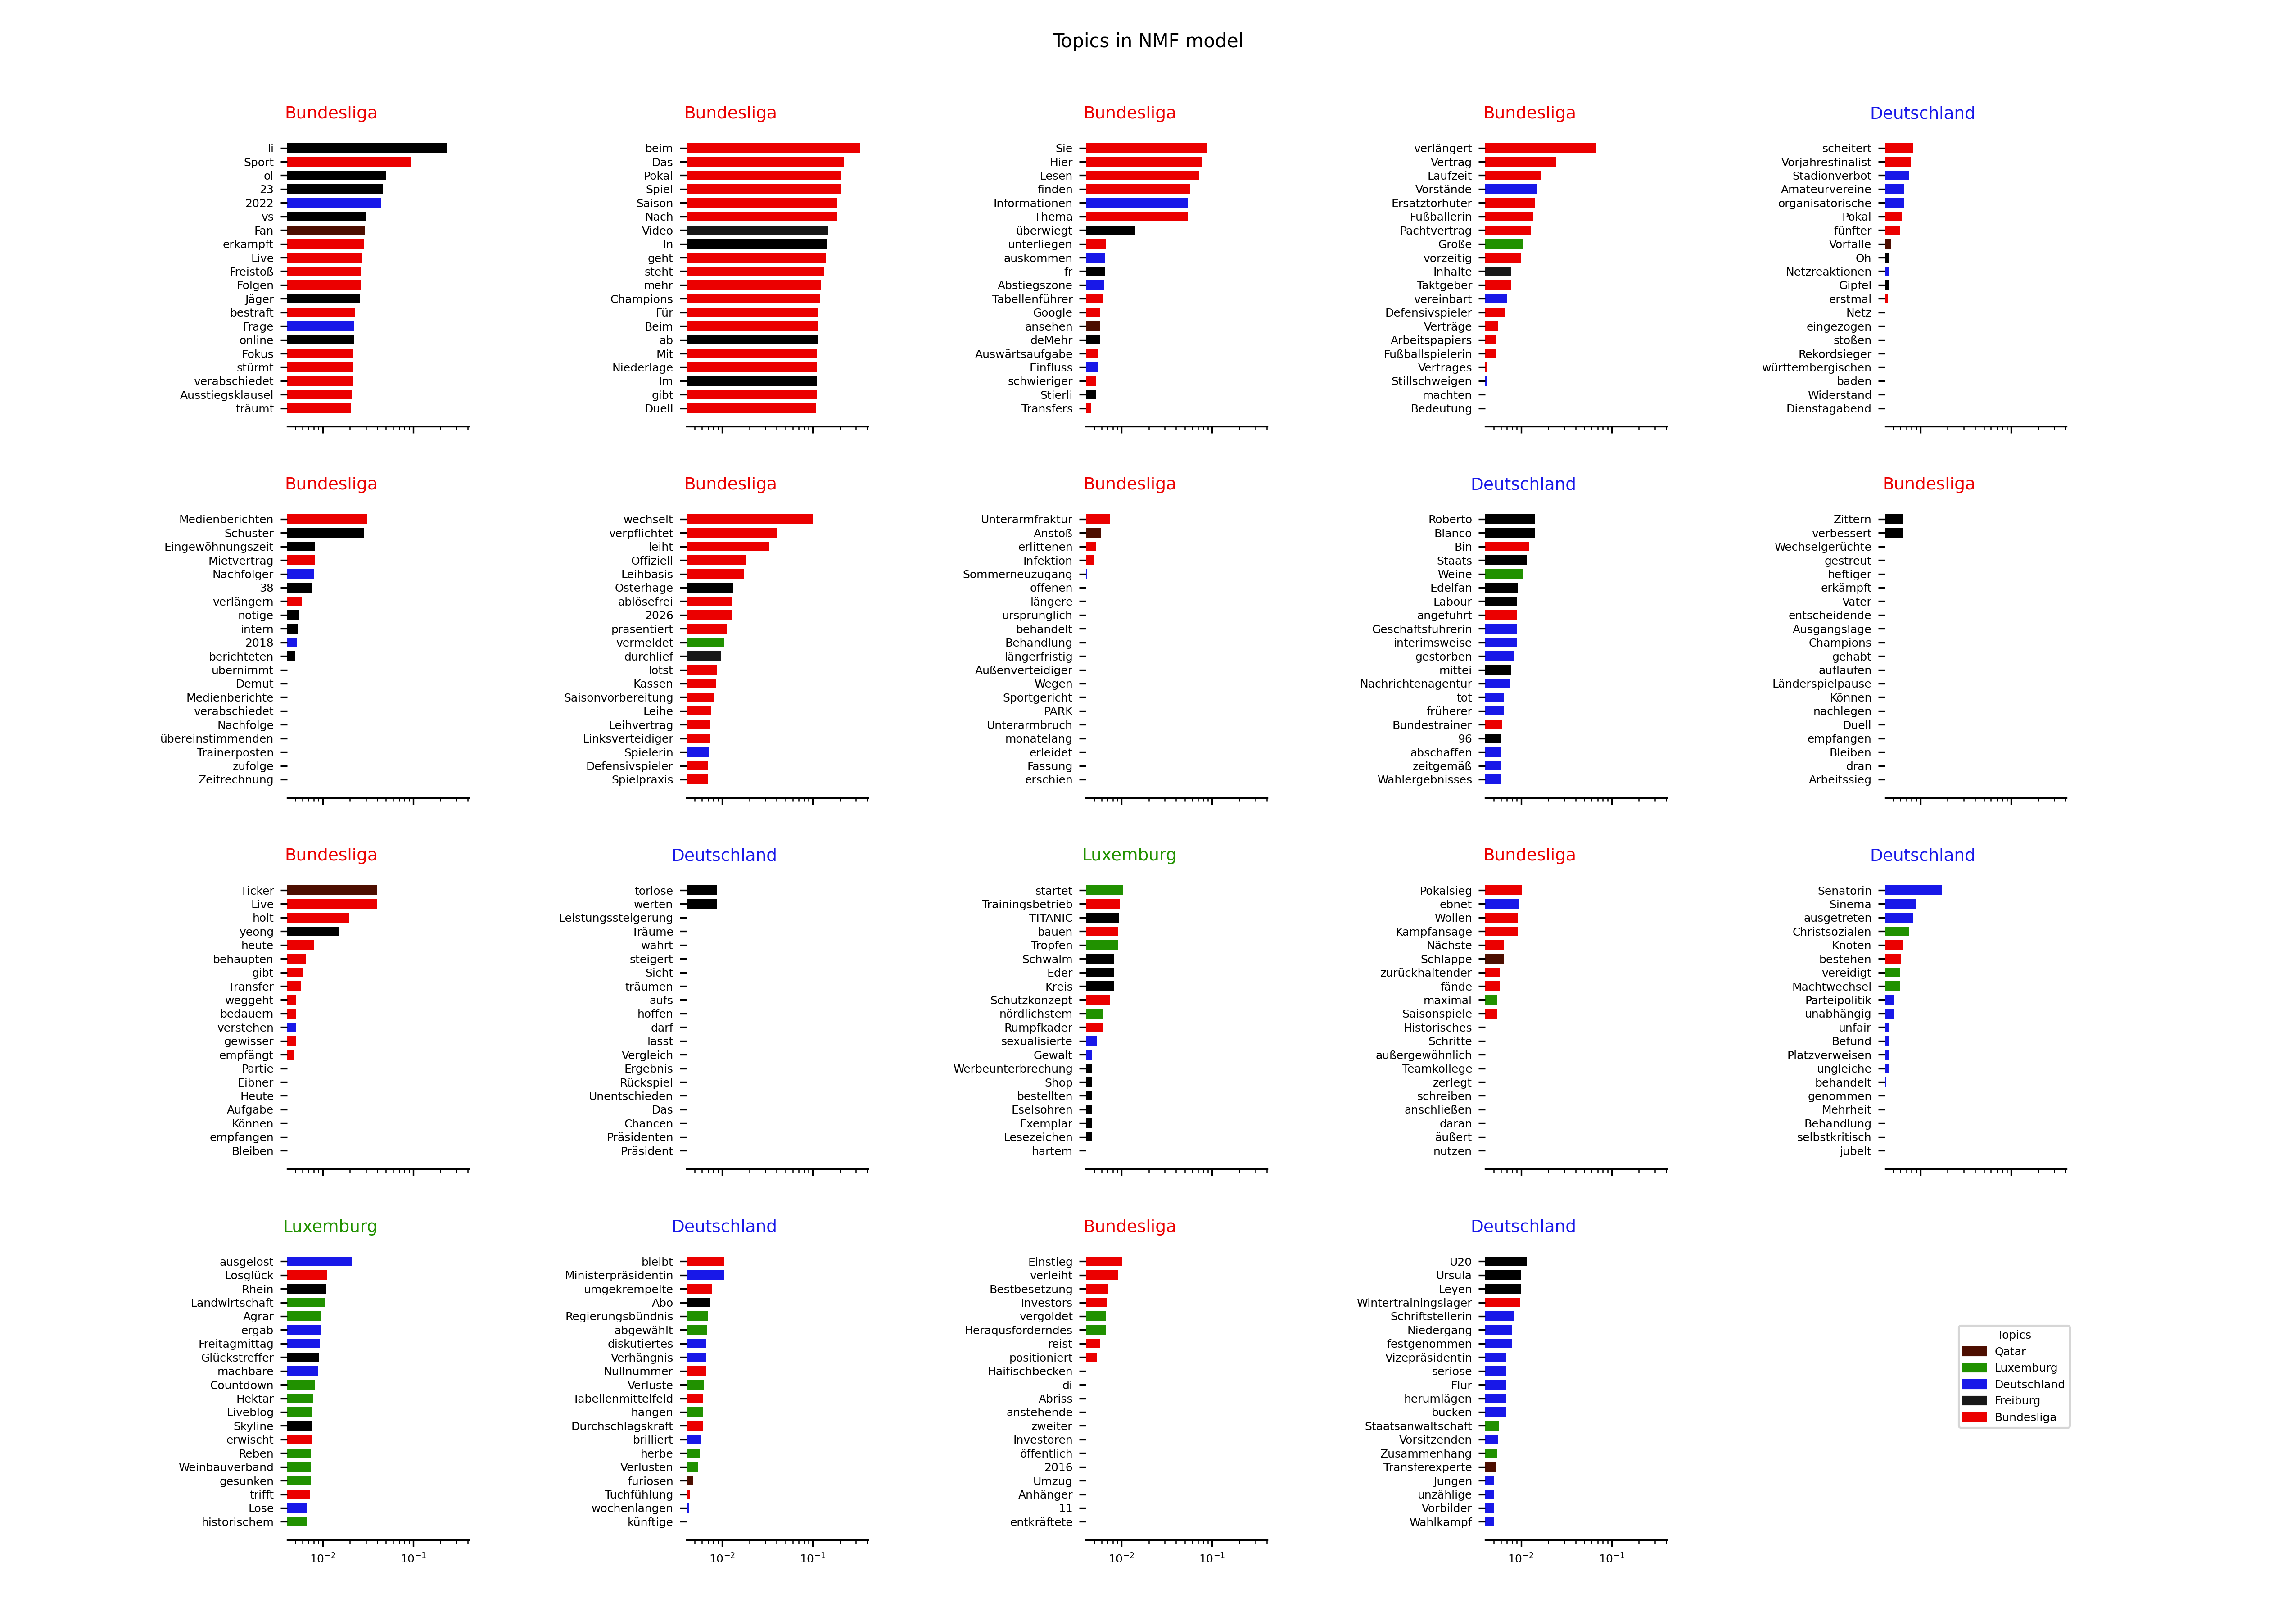 Topics in NMF model
Bundesliga
li
Sport
ol
23
2022
vs
Fan
erkämpft
Live
Freistoß
Folgen
Jäger
bestraft
Frage
online
Fokus
stürmt
verabschiedet
Ausstiegsklausel
träumt
Bundesliga
beim
Das
Pokal
Spiel
Saison
Nach
Video
In
geht
steht
mehr
Champions
Für
Beim
ab
Mit
Niederlage
Im
gibt
Duell
Bundesliga
Sie
Hier
Lesen
finden
Informationen
Thema
überwiegt
unterliegen
auskommen
fr
Abstiegszone
Tabellenführer
Google
ansehen
deMehr
Auswärtsaufgabe
Einfluss
schwieriger
Stierli
Transfers
Bundesliga
verlängert
Vertrag
Laufzeit
Vorstände
Ersatztorhüter
Fußballerin
Pachtvertrag
Größe
vorzeitig
Inhalte
Taktgeber
vereinbart
Defensivspieler
Verträge
Arbeitspapiers
Fußballspielerin
Vertrages
Stillschweigen
machten
Bedeutung
Deutschland
scheitert
Vorjahresfinalist
Stadionverbot
Amateurvereine
organisatorische
Pokal
fünfter
Vorfälle
Oh
Netzreaktionen
Gipfel
erstmal
Netz
eingezogen
stoßen
Rekordsieger
württembergischen
baden
Widerstand
Dienstagabend
Bundesliga
Medienberichten
Schuster
Eingewöhnungszeit
Mietvertrag
Nachfolger
38
verlängern
nötige
intern
2018
berichteten
übernimmt
Demut
Medienberichte
verabschiedet
Nachfolge
übereinstimmenden
Trainerposten
zufolge
Zeitrechnung
Bundesliga
wechselt
verpflichtet
leiht
Offiziell
Leihbasis
Osterhage
ablösefrei
2026
präsentiert
vermeldet
durchlief
lotst
Kassen
Saisonvorbereitung
Leihe
Leihvertrag
Linksverteidiger
Spielerin
Defensivspieler
Spielpraxis
Bundesliga
Unterarmfraktur
Anstoß
erlittenen
Infektion
Sommerneuzugang
offenen
längere
ursprünglich
behandelt
Behandlung
längerfristig
Außenverteidiger
Wegen
Sportgericht
PARK
Unterarmbruch
monatelang
erleidet
Fassung
erschien
Deutschland
Roberto
Blanco
Bin
Staats
Weine
Edelfan
Labour
angeführt
Geschäftsführerin
interimsweise
gestorben
mittei
Nachrichtenagentur
tot
früherer
Bundestrainer
96
abschaffen
zeitgemäß
Wahlergebnisses
Bundesliga
Zittern
verbessert
Wechselgerüchte
gestreut
heftiger
erkämpft
Vater
entscheidende
Ausgangslage
Champions
gehabt
auflaufen
Länderspielpause
Können
nachlegen
Duell
empfangen
Bleiben
dran
Arbeitssieg
Bundesliga
Ticker
Live
holt
yeong
heute
behaupten
gibt
Transfer
weggeht
bedauern
verstehen
gewisser
empfängt
Partie
Eibner
Heute
Aufgabe
Können
empfangen
Bleiben
Deutschland
torlose
werten
Leistungssteigerung
Träume
wahrt
steigert
Sicht
träumen
aufs
hoffen
darf
lässt
Vergleich
Ergebnis
Rückspiel
Unentschieden
Das
Chancen
Präsidenten
Präsident
Luxemburg
startet
Trainingsbetrieb
TITANIC
bauen
Tropfen
Schwalm
Eder
Kreis
Schutzkonzept
nördlichstem
Rumpfkader
sexualisierte
Gewalt
Werbeunterbrechung
Shop
bestellten
Eselsohren
Exemplar
Lesezeichen
hartem
Bundesliga
Pokalsieg
ebnet
Wollen
Kampfansage
Nächste
Schlappe
zurückhaltender
fände
maximal
Saisonspiele
Historisches
Schritte
außergewöhnlich
Teamkollege
zerlegt
schreiben
anschließen
daran
äußert
nutzen
Deutschland
Senatorin
Sinema
ausgetreten
Christsozialen
Knoten
bestehen
vereidigt
Machtwechsel
Parteipolitik
unabhängig
unfair
Befund
Platzverweisen
ungleiche
behandelt
genommen
Mehrheit
Behandlung
selbstkritisch
jubelt
Luxemburg
ausgelost
Losglück
Rhein
Landwirtschaft
Agrar
ergab
Freitagmittag
Glückstreffer
machbare
Countdown
Hektar
Liveblog
Skyline
erwischt
Reben
Weinbauverband
gesunken
trifft
Lose
historischem
10⁻² 10⁻¹
Deutschland
bleibt
Ministerpräsidentin
umgekrempelte
Abo
Regierungsbündnis
abgewählt
diskutiertes
Verhängnis
Nullnummer
Verluste
Tabellenmittelfeld
hängen
Durchschlagskraft
brilliert
herbe
Verlusten
furiosen
Tuchfühlung
wochenlangen
künftige
10⁻² 10⁻¹
Bundesliga
Einstieg
verleiht
Bestbesetzung
Investors
vergoldet
Heraqusforderndes
reist
positioniert
Haifischbecken
di
Abriss
anstehende
zweiter
Investoren
öffentlich
2016
Umzug
Anhänger
11
entkräftete
10⁻² 10⁻¹
Deutschland
U20
Ursula
Leyen
Wintertrainingslager
Schriftstellerin
Niedergang
festgenommen
Vizepräsidentin
seriöse
Flur
herumlägen
bücken
Staatsanwaltschaft
Vorsitzenden
Zusammenhang
Transferexperte
Jungen
unzählige
Vorbilder
Wahlkampf
10⁻² 10⁻¹
Topics
Qatar
Luxemburg
Deutschland
Freiburg
Bundesliga